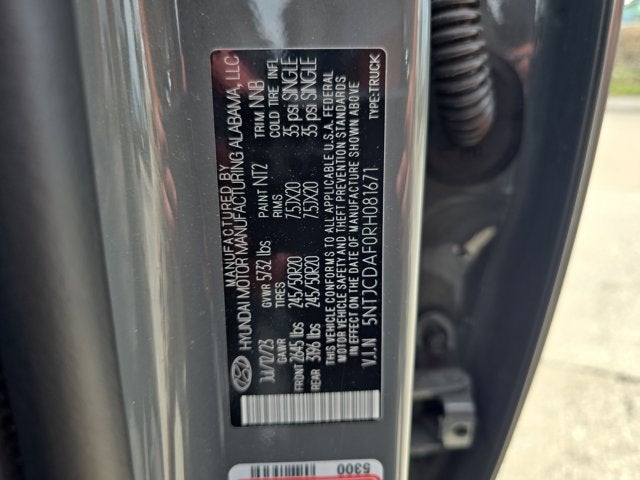 MANUFACTURED BY
HYUNDAI MOTOR MANUFACTURING ALABAMA, LLC
Jul/12/23 GVWR 5732 lbs PAINT NT2 TRIM NNB
GAWR TIRES RIMS COLD TIRE INFL
FRONT 2645 lbs 245/50R20 7.5JX20 35 psi SINGLE
REAR 3396 lbs 245/50R20 7.5JX20 35 psi SINGLE
THIS VEHICLE CONFORMS TO ALL APPLICABLE U.S.A. FEDERAL
MOTOR VEHICLE SAFETY AND THEFT PREVENTION STANDARDS
IN EFFECT ON THE DATE OF MANUFACTURE SHOWN ABOVE
V.I.N 5NTJCDAF0RH081671 TYPE:TRUCK
5300